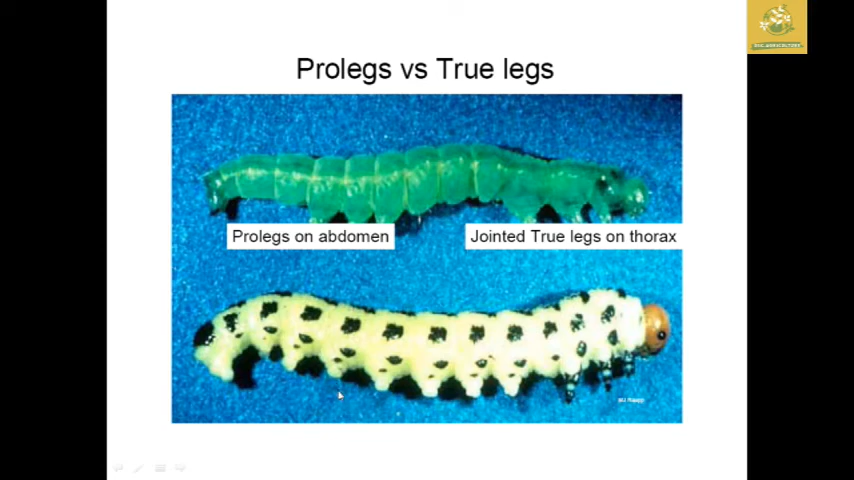 Prolegs vs True legs
Prolegs on abdomen
Jointed True legs on thorax